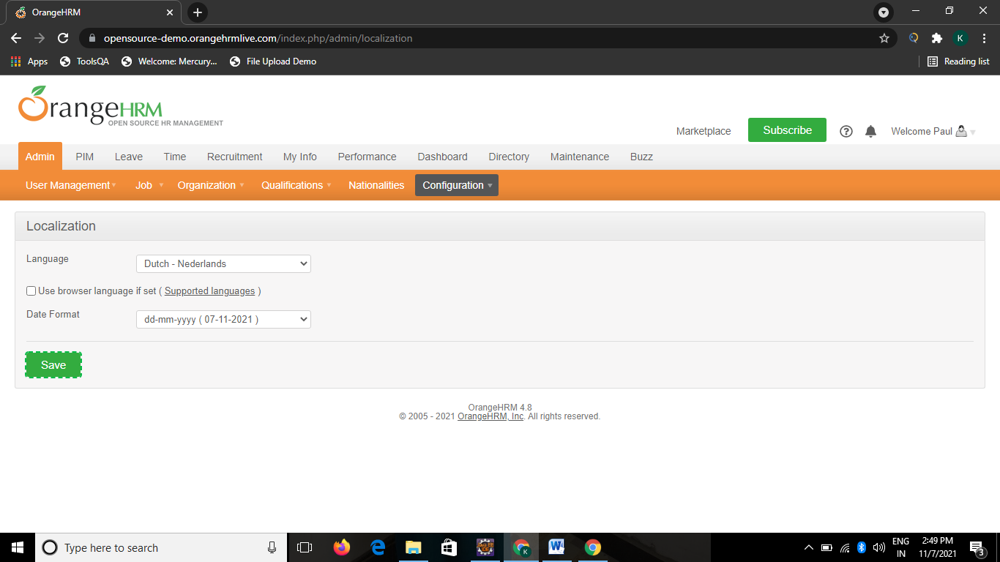 OrangeHRM
opensource-demo.orangehrmlive.com/index.php/admin/localization
K
Apps ToolsQA Welcome: Mercury... File Upload Demo Reading list
OrangeHRM
OPEN SOURCE HR MANAGEMENT
Marketplace Subscribe ? Welcome Paul
Admin PIM Leave Time Recruitment My Info Performance Dashboard Directory Maintenance Buzz
User Management Job Organization Qualifications Nationalities Configuration
Localization
Language Dutch - Nederlands
Use browser language if set ( Supported languages )
Date Format dd-mm-yyyy ( 07-11-2021 )
Save
OrangeHRM 4.8
© 2005 - 2021 OrangeHRM, Inc. All rights reserved.
Type here to search
ENG 2:49 PM
IN 11/7/2021 3